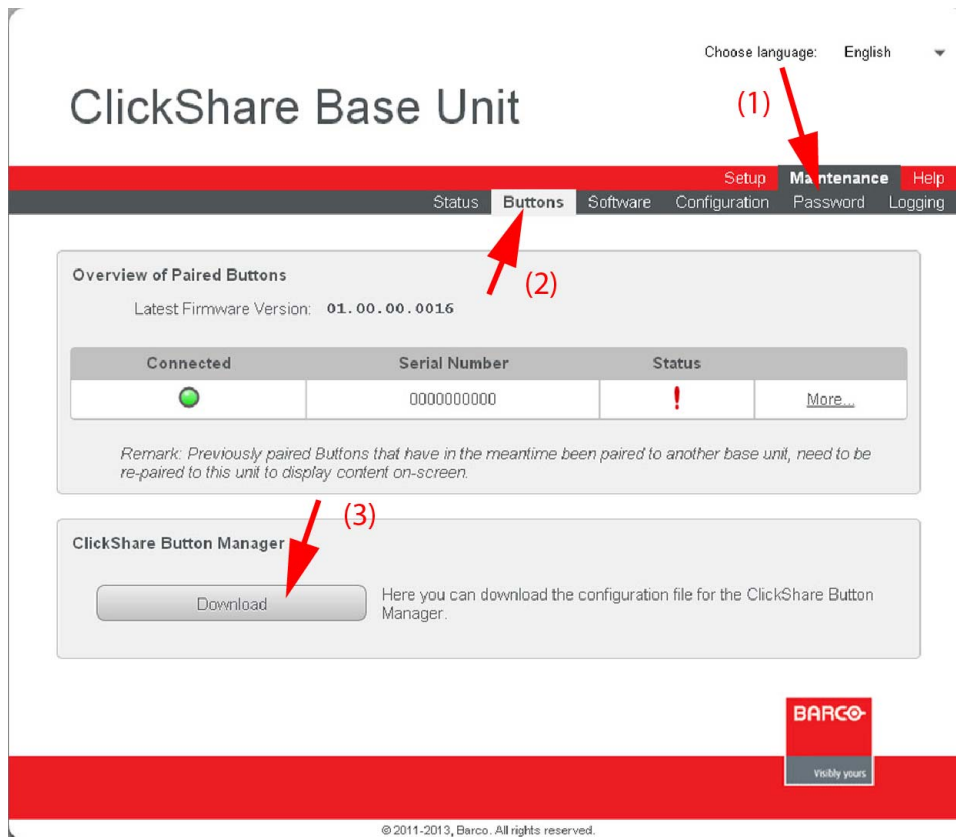 Choose language: English
ClickShare Base Unit
(1)
Setup Maintenance Help
Status Buttons Software Configuration Password Logging
(2)
Overview of Paired Buttons
Latest Firmware Version: 01.00.00.0016
Connected Serial Number Status
0000000000 ! More...
Remark: Previously paired Buttons that have in the meantime been paired to another base unit, need to be
re-paired to this unit to display content on-screen.
(3)
ClickShare Button Manager
Download
Here you can download the configuration file for the ClickShare Button
Manager.
BARCO
Visibly yours
© 2011-2013, Barco. All rights reserved.